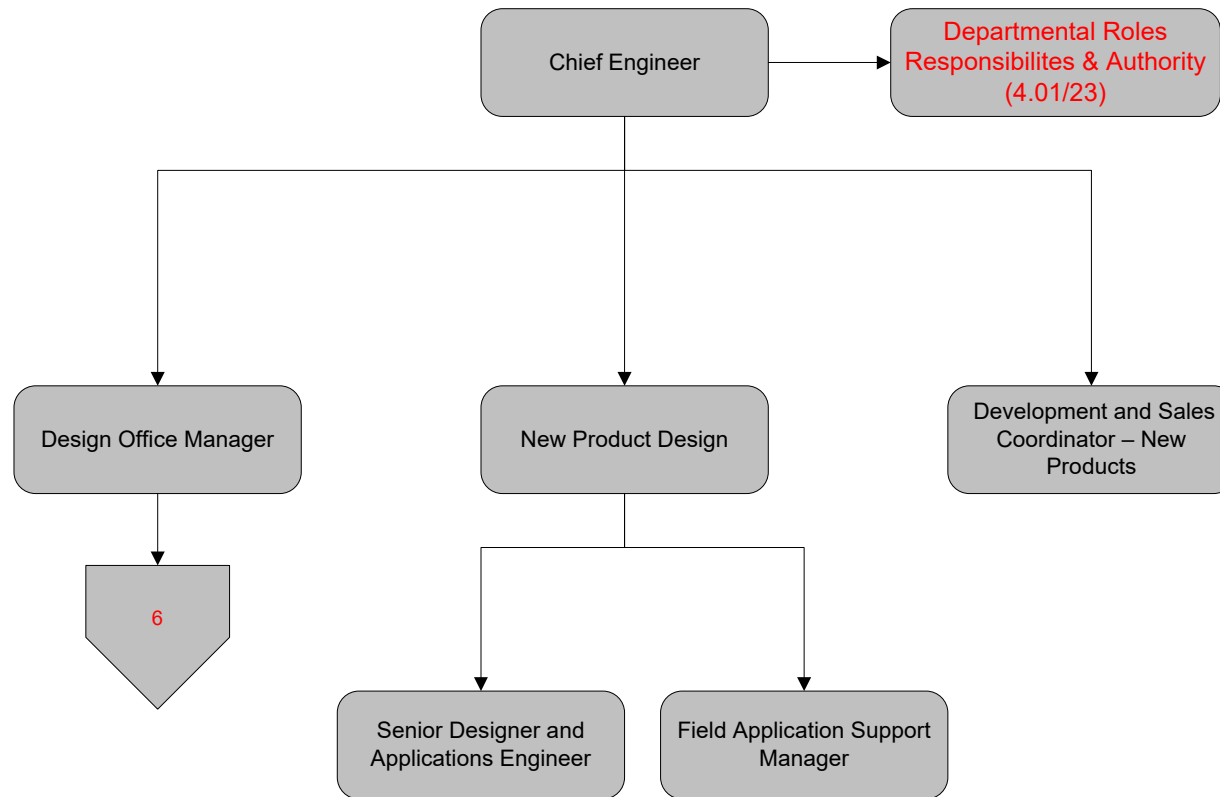 Chief Engineer
Departmental Roles
Responsibilites & Authority
(4.01/23)
Design Office Manager
New Product Design
Development and Sales
Coordinator – New
Products
6
Senior Designer and
Applications Engineer
Field Application Support
Manager